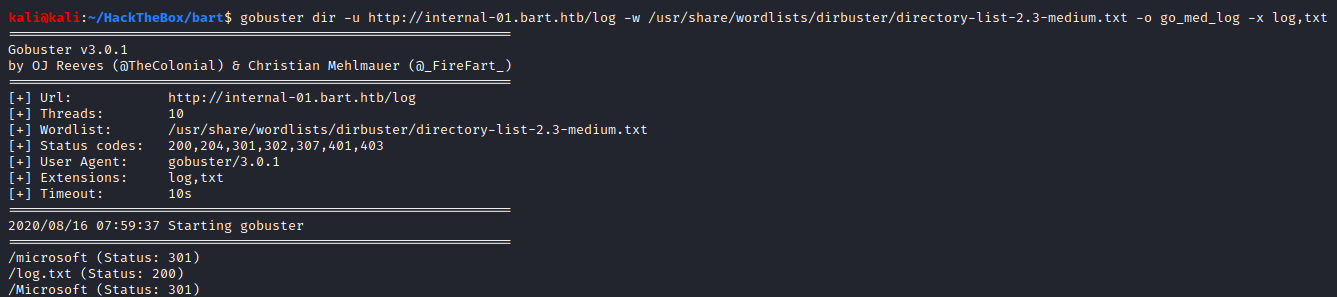 kali@kali:~/HackTheBox/bart$ gobuster dir -u http://internal-01.bart.htb/log -w /usr/share/wordlists/dirbuster/directory-list-2.3-medium.txt -o go_med_log -x log,txt
===============================================================
Gobuster v3.0.1
by OJ Reeves (@TheColonial) & Christian Mehlmauer (@_FireFart_)
===============================================================
[+] Url:            http://internal-01.bart.htb/log
[+] Threads:        10
[+] Wordlist:       /usr/share/wordlists/dirbuster/directory-list-2.3-medium.txt
[+] Status codes:   200,204,301,302,307,401,403
[+] User Agent:     gobuster/3.0.1
[+] Extensions:     log,txt
[+] Timeout:        10s
===============================================================
2020/08/16 07:59:37 Starting gobuster
===============================================================
/microsoft (Status: 301)
/log.txt (Status: 200)
/Microsoft (Status: 301)